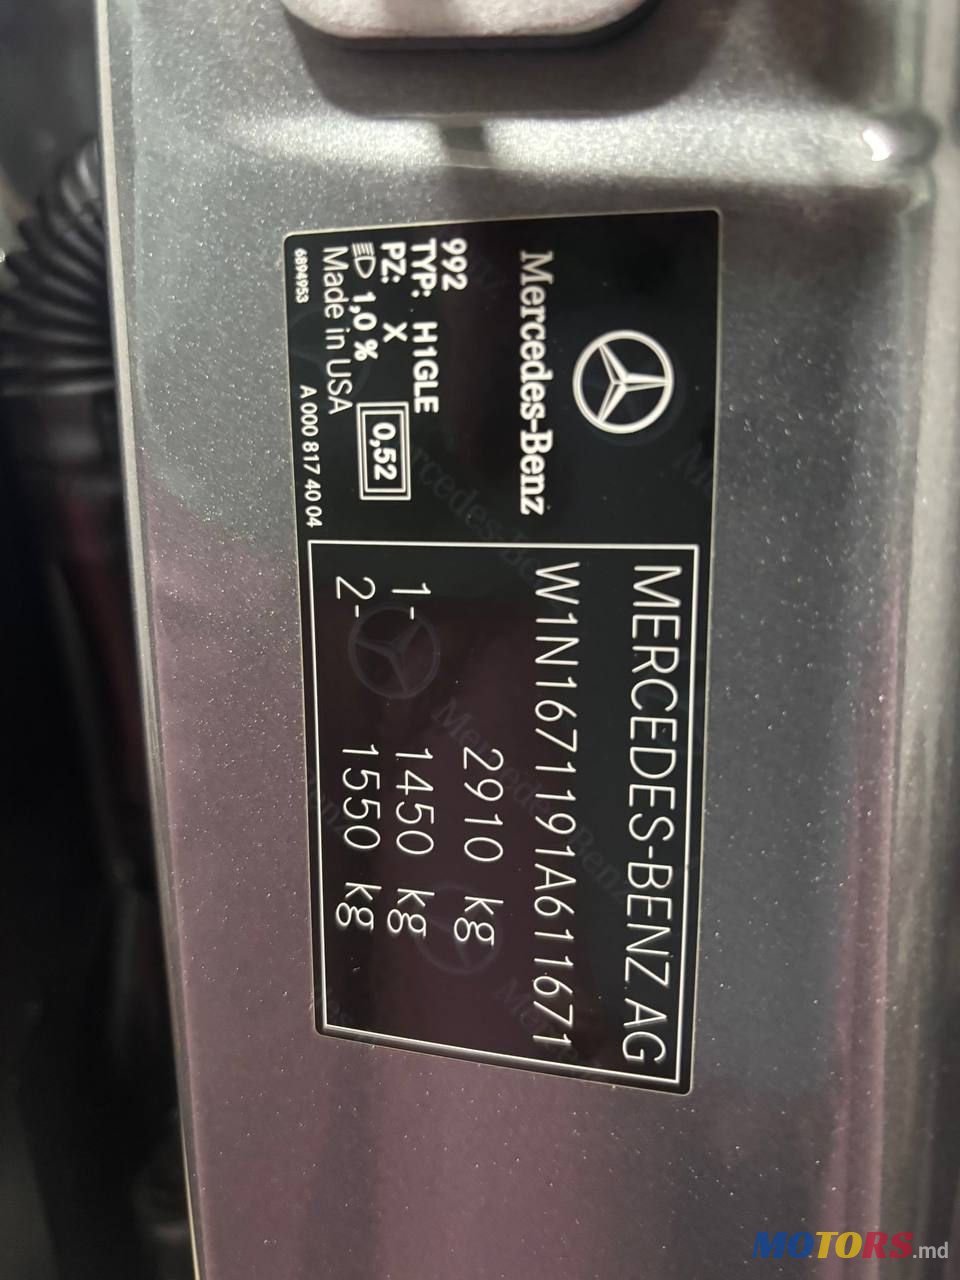 Mercedes-Benz
992
TYP: H1GLE
PZ: X
1,0 %
0,52
Made in USA
6894953
A 000 817 40 04
MERCEDES-BENZ AG
W1N1671191A611671
2910 kg
1- 1450 kg
2- 1550 kg
MOTORS.md